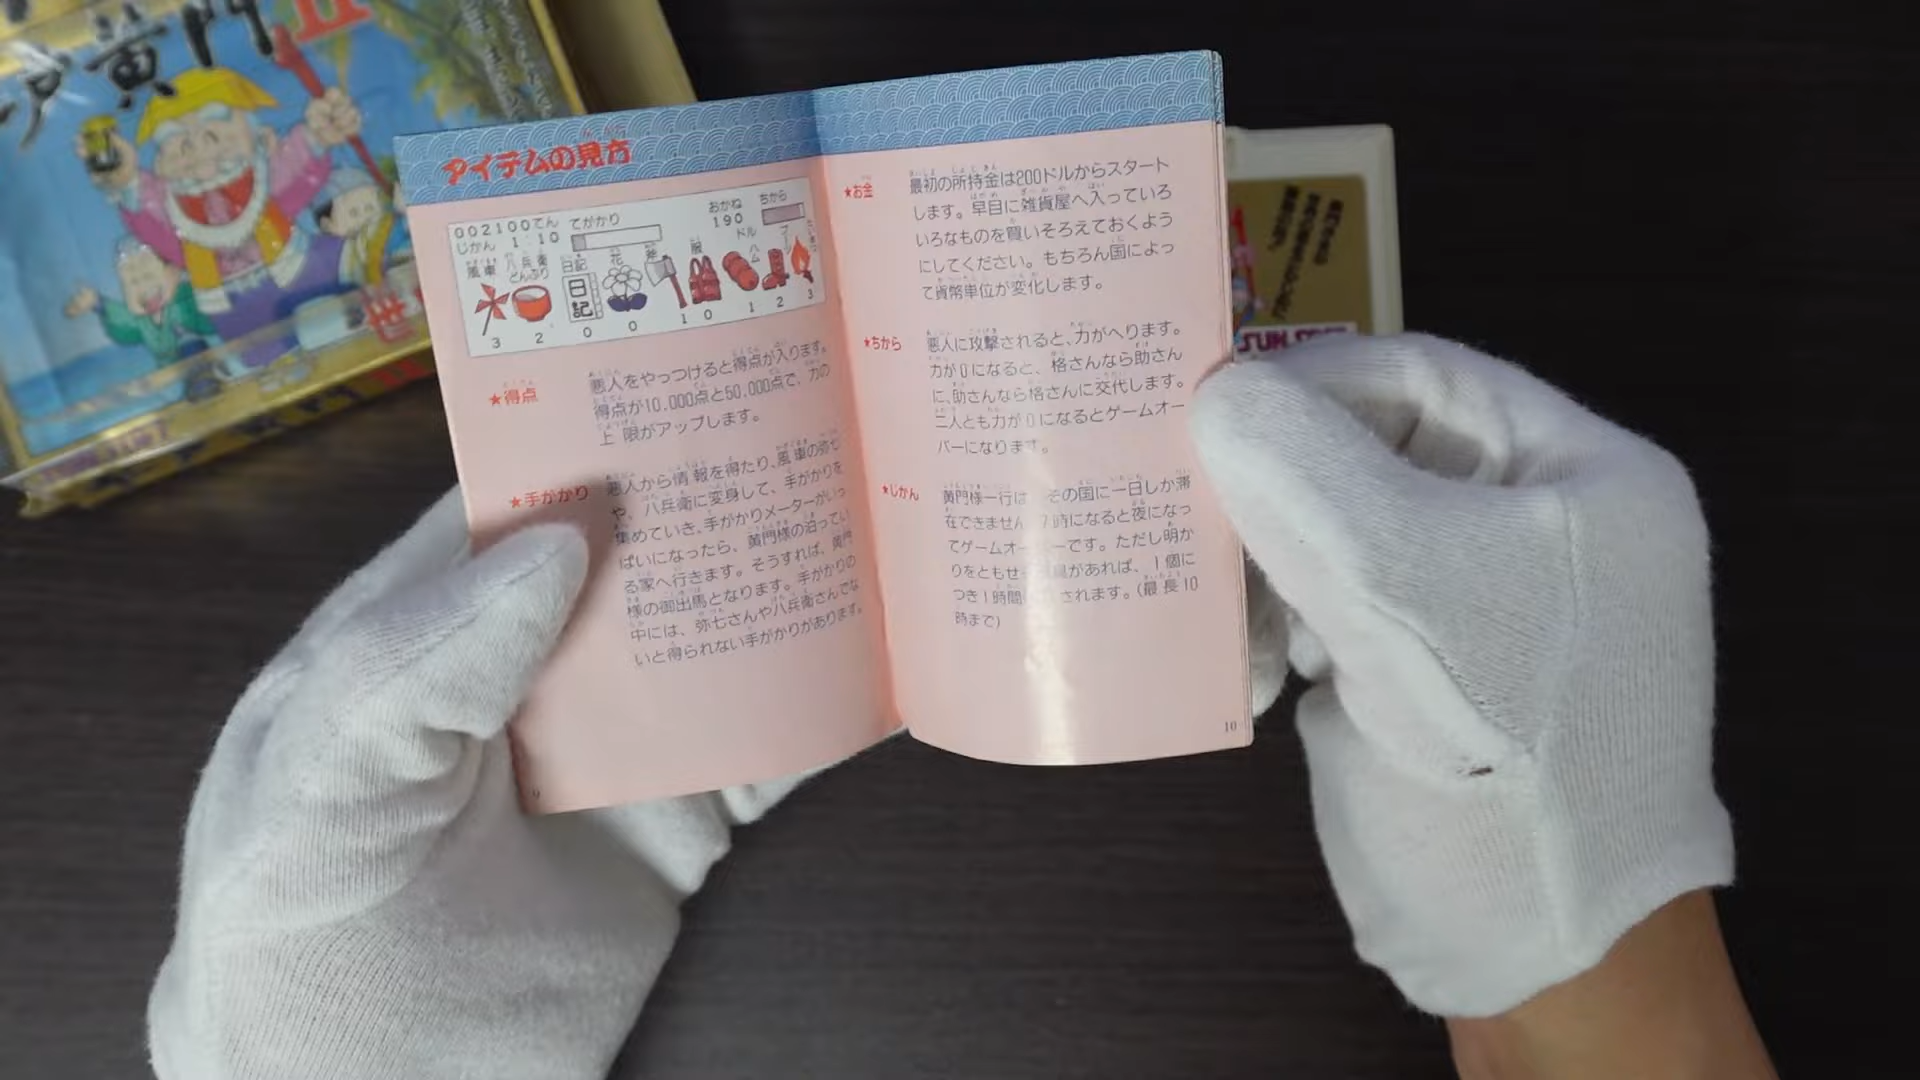 戸黄門II
世
アイテムの見方
002100てん
てがかり
おかね
ちから
じかん 1:10
190
ドル
風車
八兵衛
どんぶり
日記
花
斧
服
ハム
ブーツ
日記
3 2 0 0 1 0 1 2 3
★得点
悪人をやっつけると得点が入ります。
得点が10,000点と50,000点で、力の
上限がアップします。
★手がかり
悪人から情報を得たり、風車の弥七
や、八兵衛に変身して、手がかりを
集めていき、手がかりメーターがいっ
ぱいになったら、黄門様の泊ってい
る家へ行きます。そうすれば、黄門
様の御出馬となります。手がかりの
中には、弥七さんや八兵衛さんでな
いと得られない手がかりがあります。
9
★お金
最初の所持金は200ドルからスタート
します。早目に雑貨屋へ入っていろ
いろなものを買いそろえておくよう
にしてください。もちろん国によっ
て貨幣単位が変化します。
★ちから
悪人に攻撃されると、力がへります。
力が0になると、格さんなら助さん
に、助さんなら格さんに交代します。
二人とも力が0になるとゲームオー
バーになります。
★じかん
黄門様一行は その国に一日しか滞
在できません 7時になると夜になっ
てゲームオー ーです。ただし明か
りをともせ があれば、1個に
つき1時間 されます。(最長10
時まで)
10
SUN SOFT